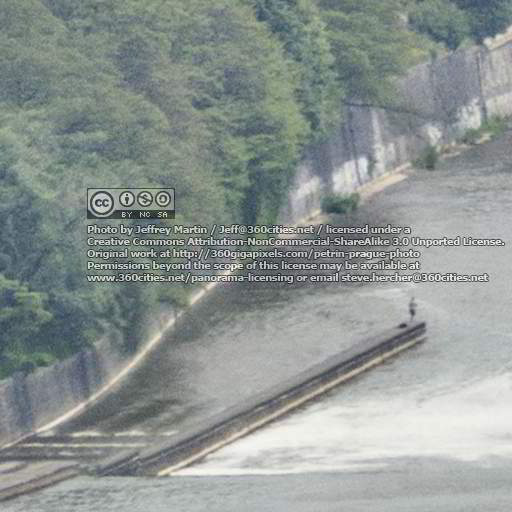 cc
BY NC SA
Photo by Jeffrey Martin / Jeff@360cities.net / licensed under a
Creative Commons Attribution-NonCommercial-ShareAlike 3.0 Unported License.
Original work at http://360gigapixels.com/petrin-prague-photo
Permissions beyond the scope of this license may be available at
www.360cities.net/panorama-licensing or email steve.hercher@360cities.net